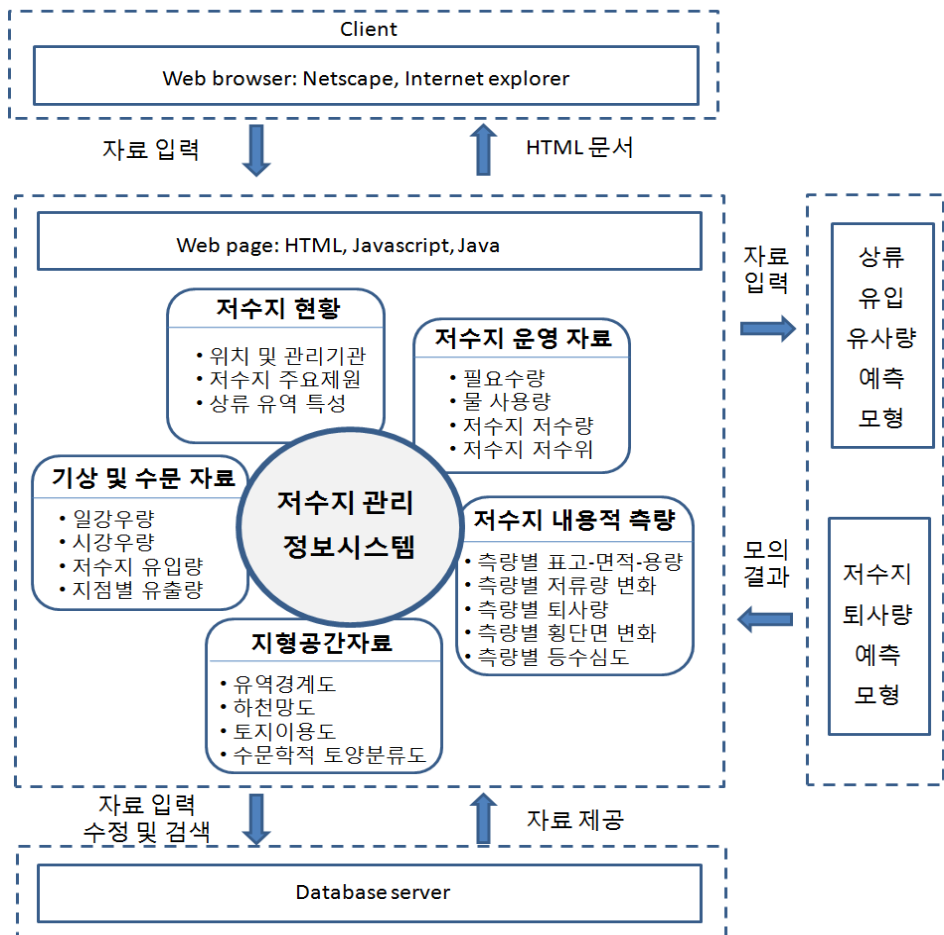 Client
Web browser: Netscape, Internet explorer
자료 입력
HTML 문서
Web page: HTML, Javascript, Java
저수지 현황
• 위치 및 관리기관
• 저수지 주요제원
• 상류 유역 특성
저수지 운영 자료
• 필요수량
• 물 사용량
• 저수지 저수량
• 저수지 저수위
기상 및 수문 자료
• 일강우량
• 시강우량
• 저수지 유입량
• 지점별 유출량
저수지 관리
정보시스템
저수지 내용적 측량
• 측량별 표고-면적-용량
• 측량별 저류량 변화
• 측량별 퇴사량
• 측량별 횡단면 변화
• 측량별 등수심도
지형공간자료
• 유역경계도
• 하천망도
• 토지이용도
• 수문학적 토양분류도
자료
입력
상류
유입
유사량
예측
모형
모의
결과
저수지
퇴사량
예측
모형
자료 입력
수정 및 검색
자료 제공
Database server